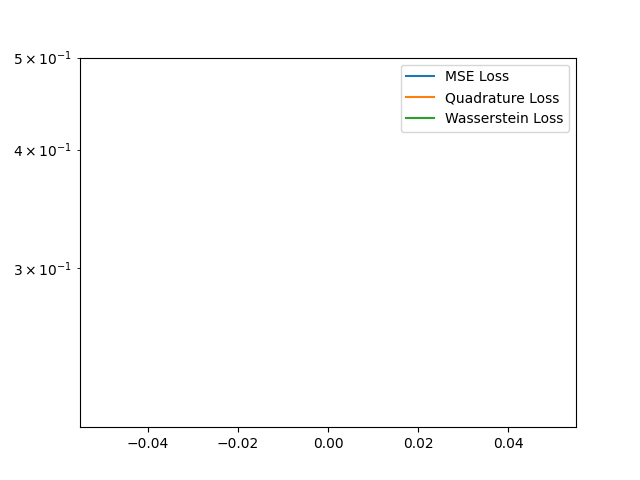 5 × 10⁻¹
4 × 10⁻¹
3 × 10⁻¹
MSE Loss
Quadrature Loss
Wasserstein Loss
−0.04 −0.02 0.00 0.02 0.04